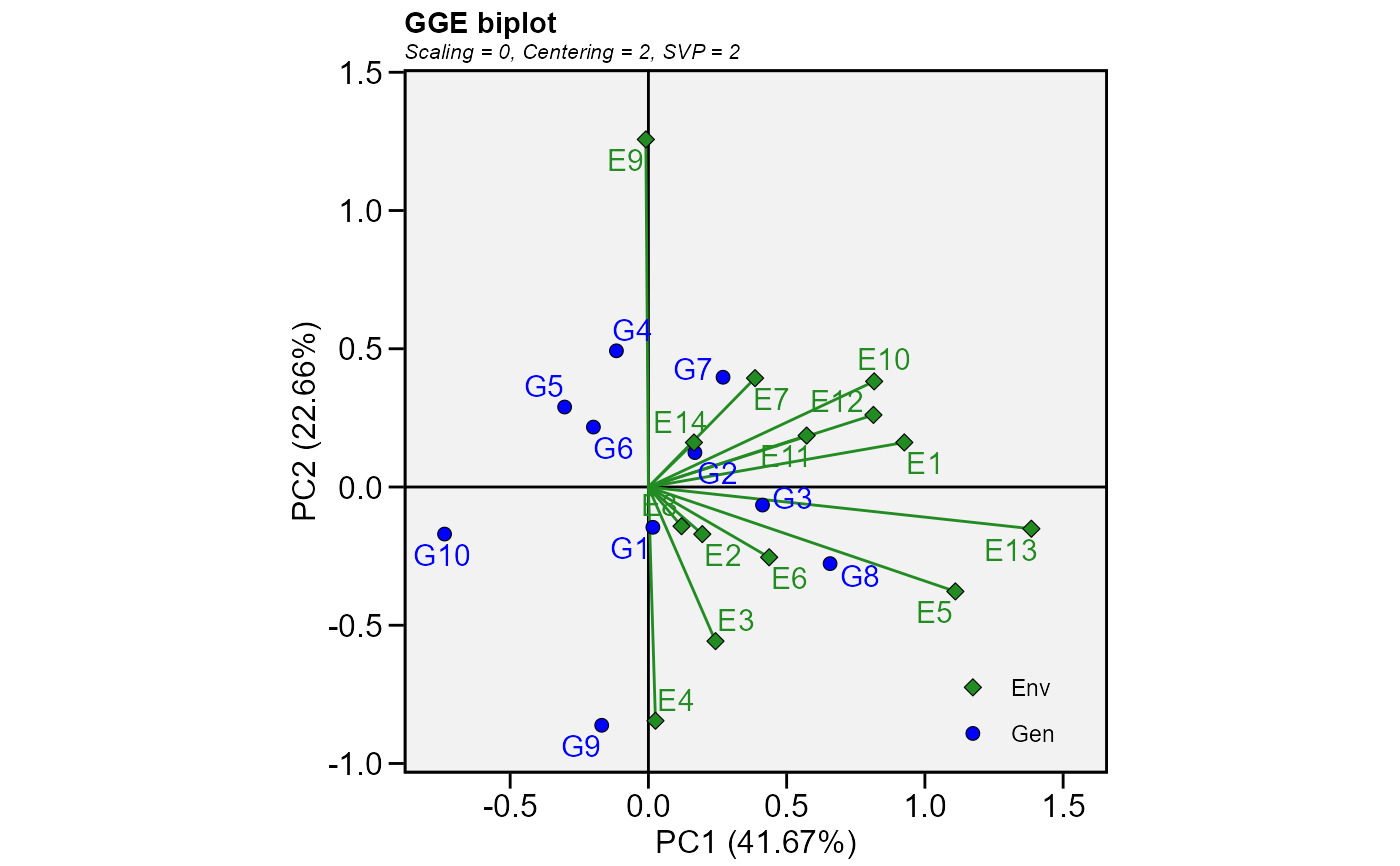 GGE biplot
Scaling = 0, Centering = 2, SVP = 2
1.5
E9
1.0
PC2 (22.66%)
0.5
G4
G7
E10
G5
E7
E12
E14
G6
E11
E1
G2
0.0
E8
G3
G1
G10
E2
E13
E6
G8
E5
-0.5
E3
E4
Env
G9
Gen
-1.0
-0.5
0.0
0.5
1.0
1.5
PC1 (41.67%)